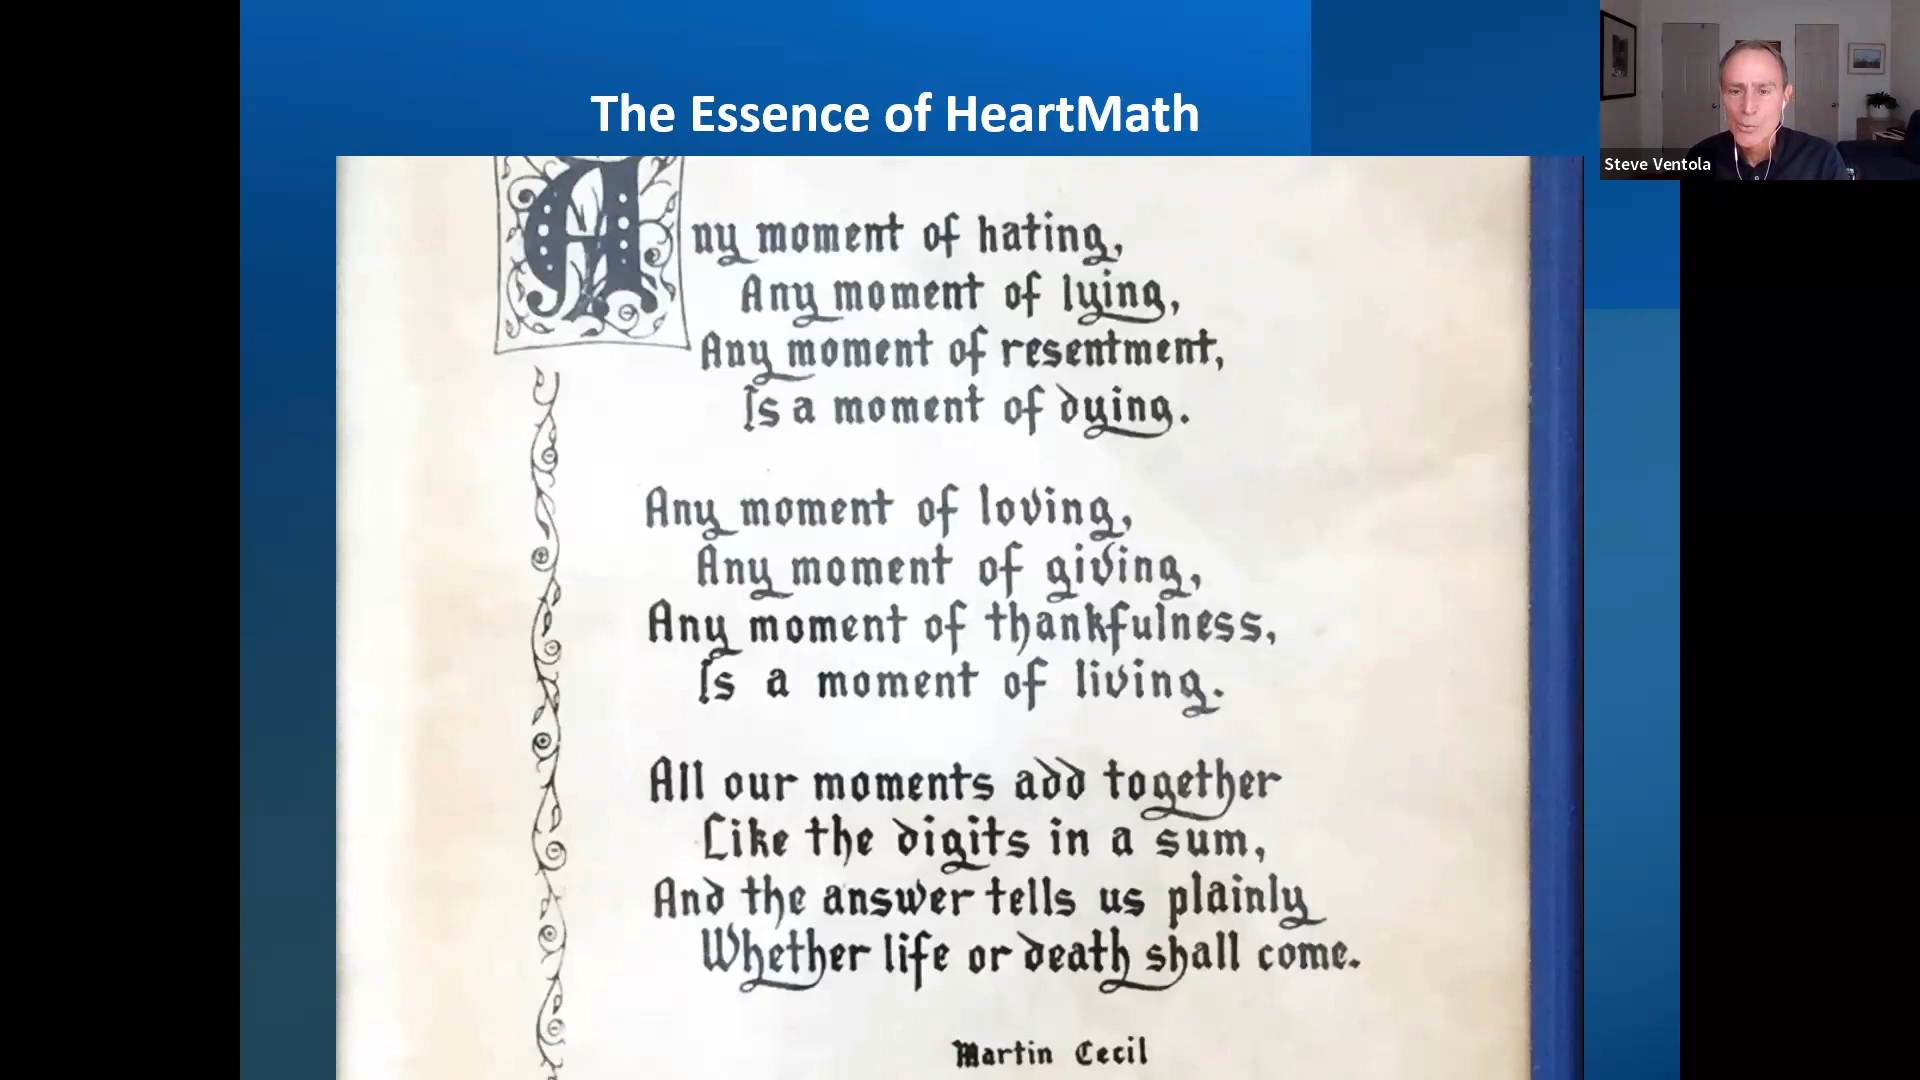 The Essence of HeartMath
Steve Ventola
Any moment of hating,
Any moment of lying,
Any moment of resentment,
Is a moment of dying.
Any moment of loving,
Any moment of giving,
Any moment of thankfulness,
Is a moment of living.
All our moments add together
Like the digits in a sum,
And the answer tells us plainly
Whether life or death shall come.
Martin Cecil